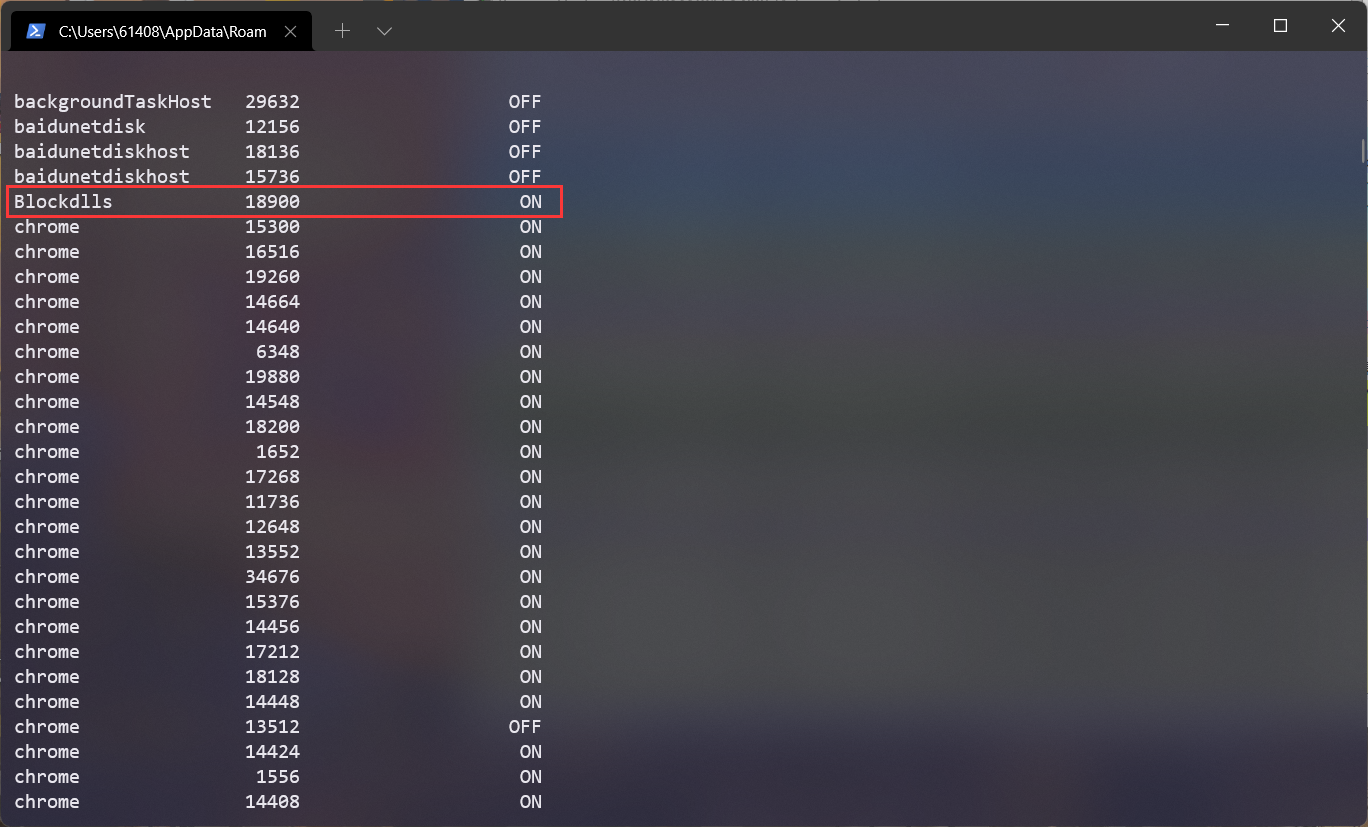 C:\Users\61408\AppData\Roam
backgroundTaskHost 29632 OFF
baidunetdisk 12156 OFF
baidunetdiskhost 18136 OFF
baidunetdiskhost 15736 OFF
Blockdlls 18900 ON
chrome 15300 ON
chrome 16516 ON
chrome 19260 ON
chrome 14664 ON
chrome 14640 ON
chrome 6348 ON
chrome 19880 ON
chrome 14548 ON
chrome 18200 ON
chrome 1652 ON
chrome 17268 ON
chrome 11736 ON
chrome 12648 ON
chrome 13552 ON
chrome 34676 ON
chrome 15376 ON
chrome 14456 ON
chrome 17212 ON
chrome 18128 ON
chrome 14448 ON
chrome 13512 OFF
chrome 14424 ON
chrome 1556 ON
chrome 14408 ON